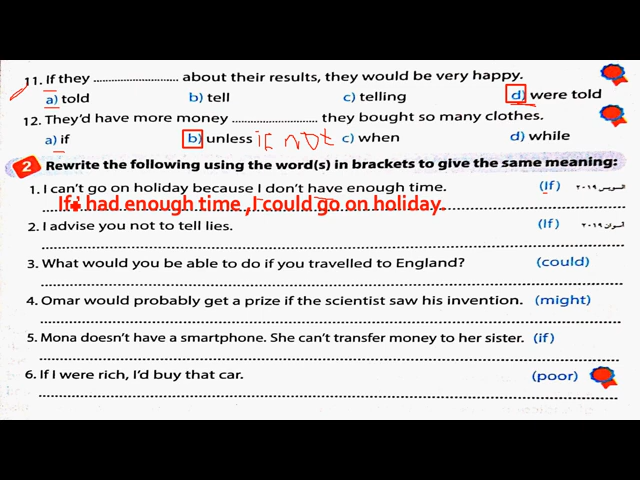 11. If they .............................. about their results, they would be very happy.
a) told b) tell c) telling d) were told
12. They'd have more money .............................. they bought so many clothes.
a) if b) unless if not c) when d) while
2 Rewrite the following using the word(s) in brackets to give the same meaning:
1. I can't go on holiday because I don't have enough time. (If) السويس ٢٠١٩
If I had enough time ,I could go on holiday.
2. I advise you not to tell lies. (If) أسوان ٢٠١٩
3. What would you be able to do if you travelled to England? (could)
4. Omar would probably get a prize if the scientist saw his invention. (might)
5. Mona doesn't have a smartphone. She can't transfer money to her sister. (if)
6. If I were rich, I'd buy that car. (poor)